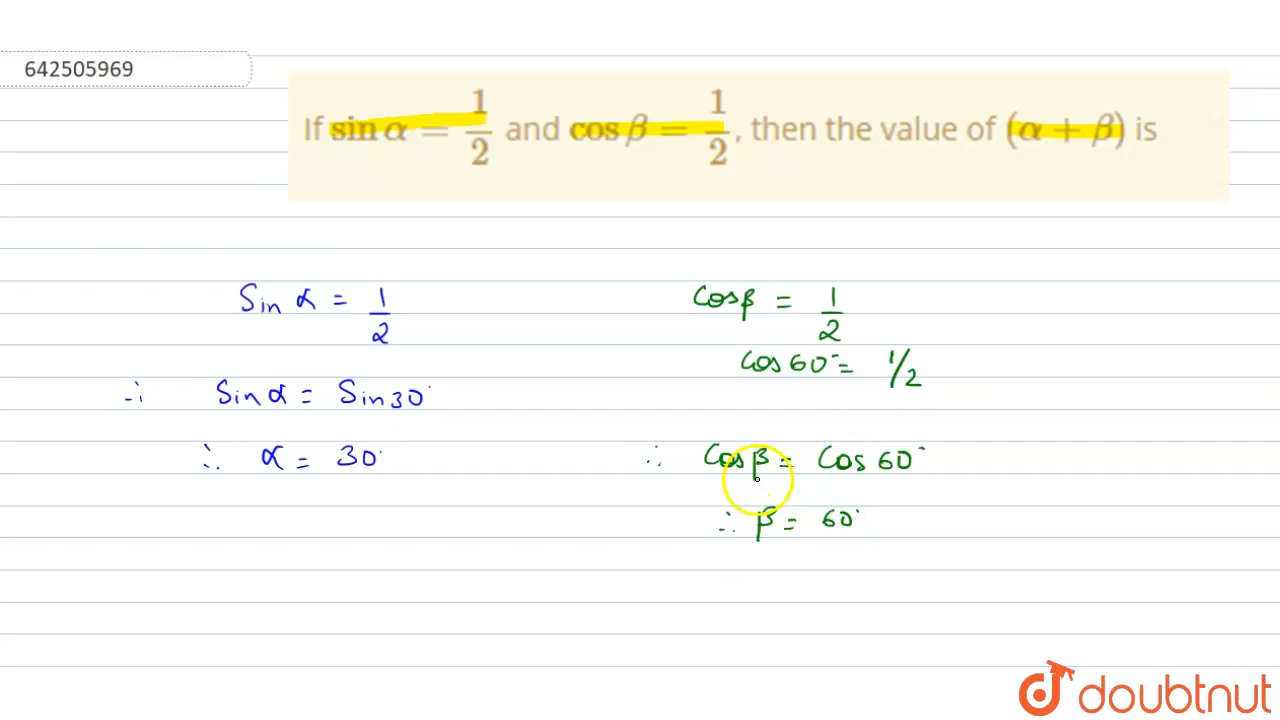 642505969
If sin α = 1/2 and cos β = 1/2, then the value of (α + β) is
Sin α = 1/2
Cos β = 1/2
Cos 60° = 1/2
∴ Sin α = Sin 30°
∴ α = 30°
∴ Cos β = Cos 60°
∴ β = 60°
doubtnut